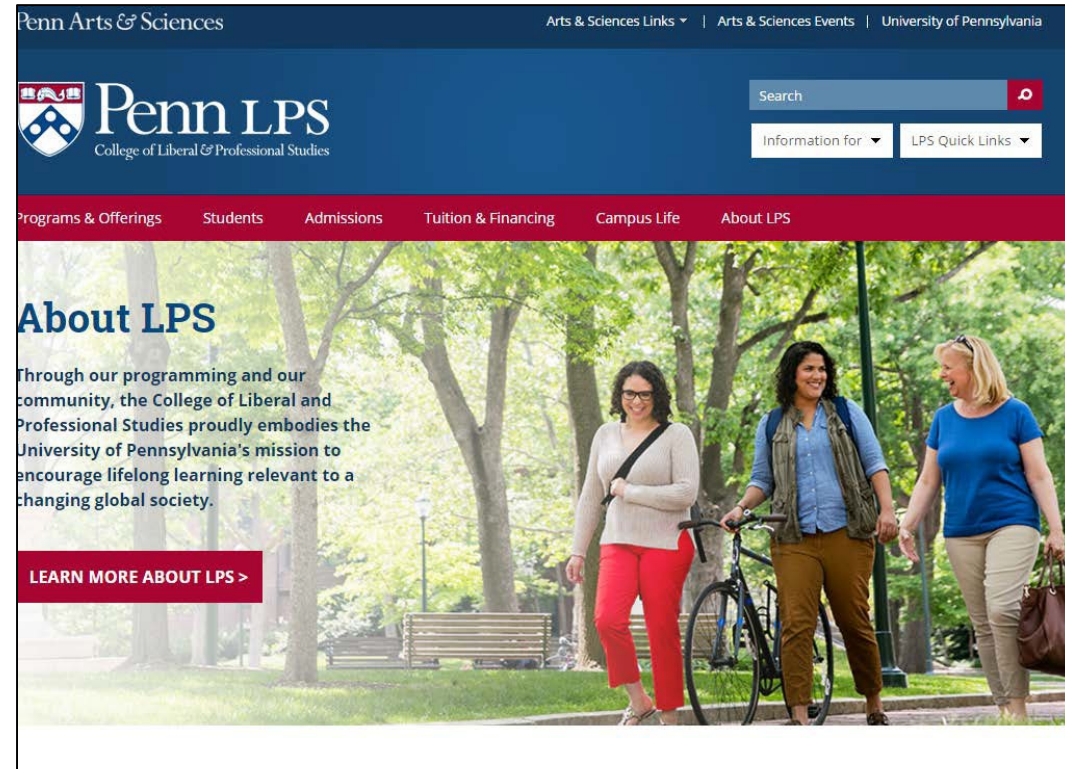 Penn Arts & Sciences
Arts & Sciences Links | Arts & Sciences Events | University of Pennsylvania
Penn LPS
College of Liberal & Professional Studies
Search
Information for
LPS Quick Links
Programs & Offerings Students Admissions Tuition & Financing Campus Life About LPS
About LPS
Through our programming and our
community, the College of Liberal and
Professional Studies proudly embodies the
University of Pennsylvania's mission to
encourage lifelong learning relevant to a
changing global society.
LEARN MORE ABOUT LPS >